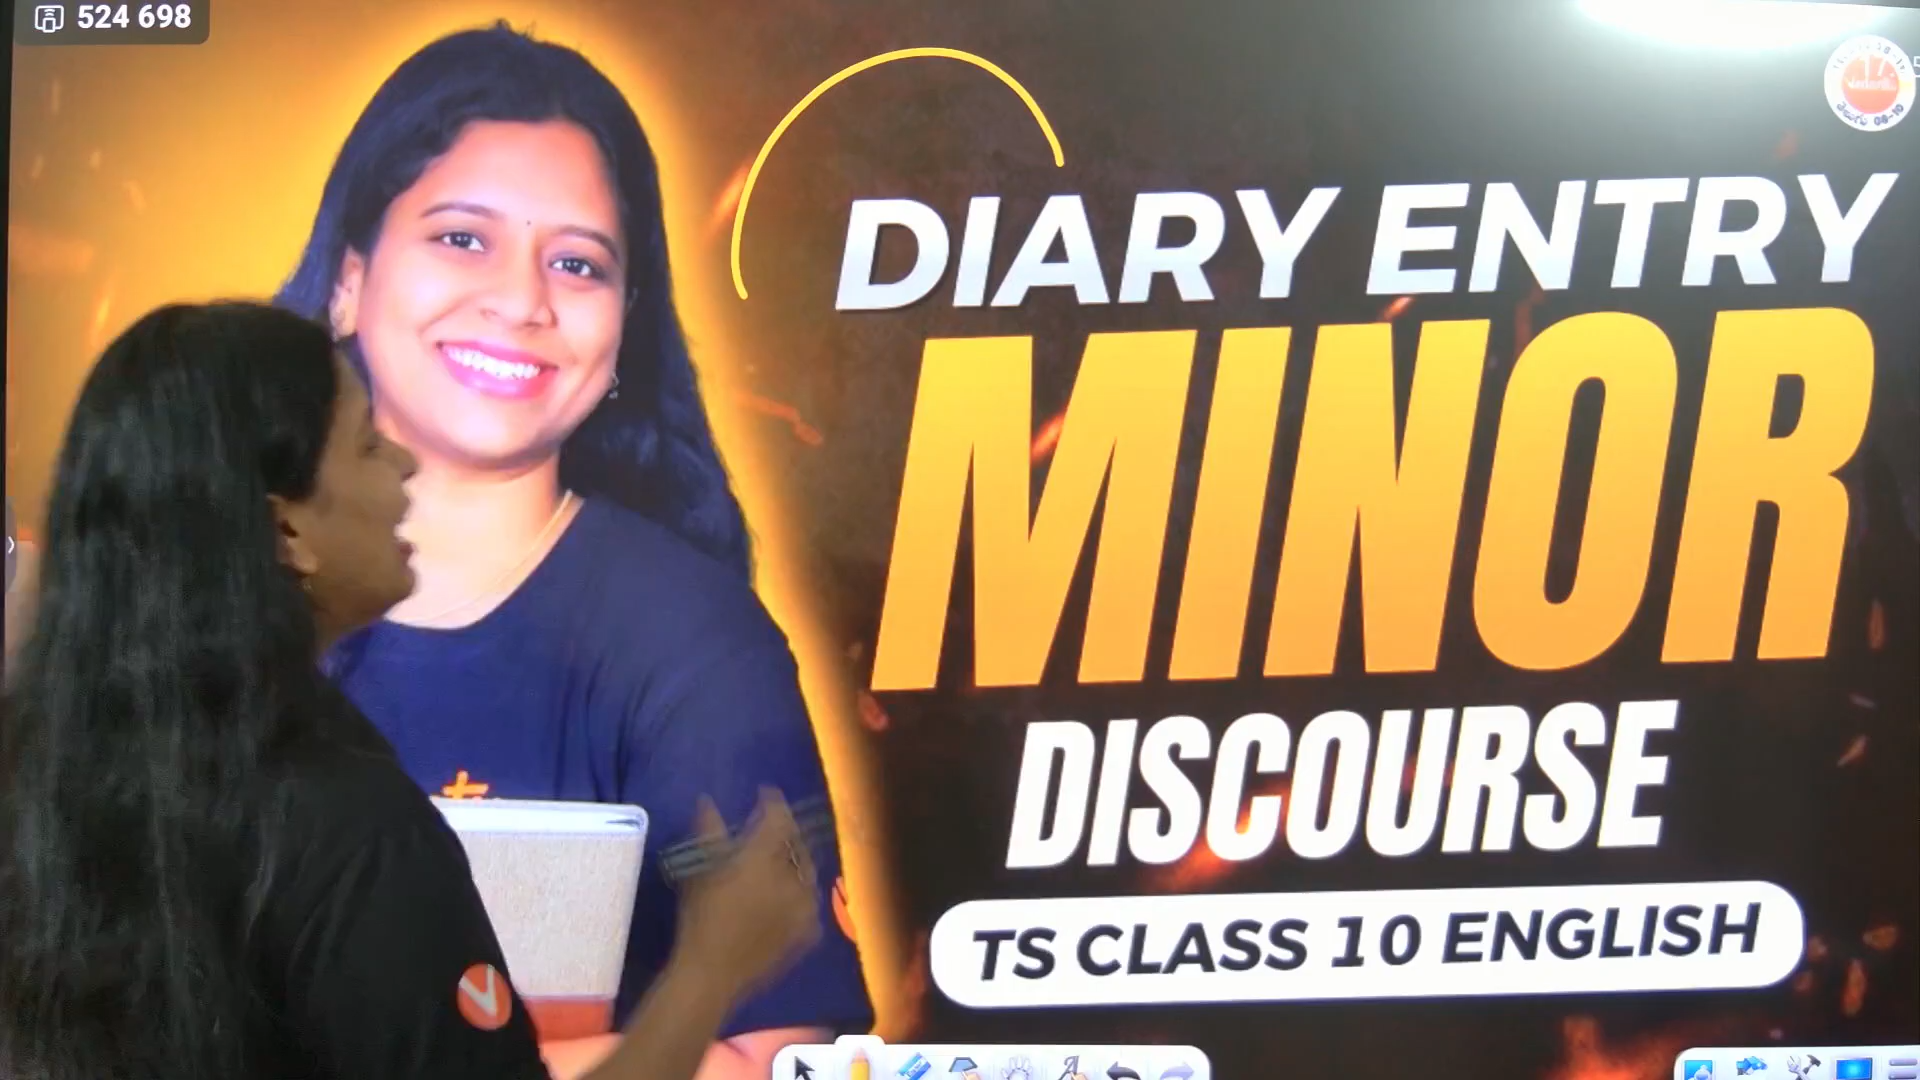 524 698
DIARY ENTRY
MINOR
DISCOURSE
TS CLASS 10 ENGLISH
V